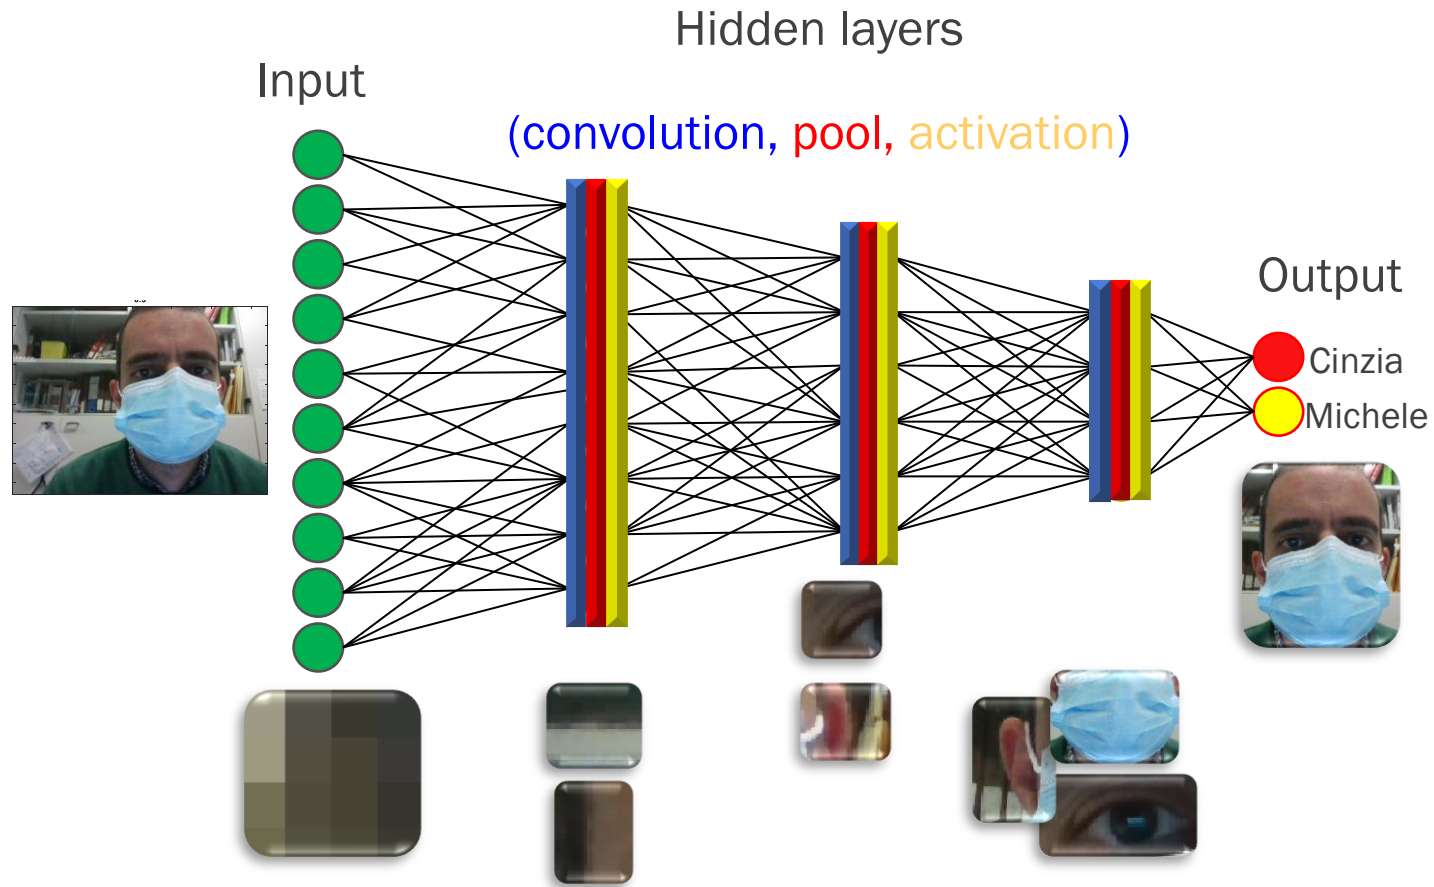 Hidden layers
Input
(convolution, pool, activation)
Output
Cinzia
Michele